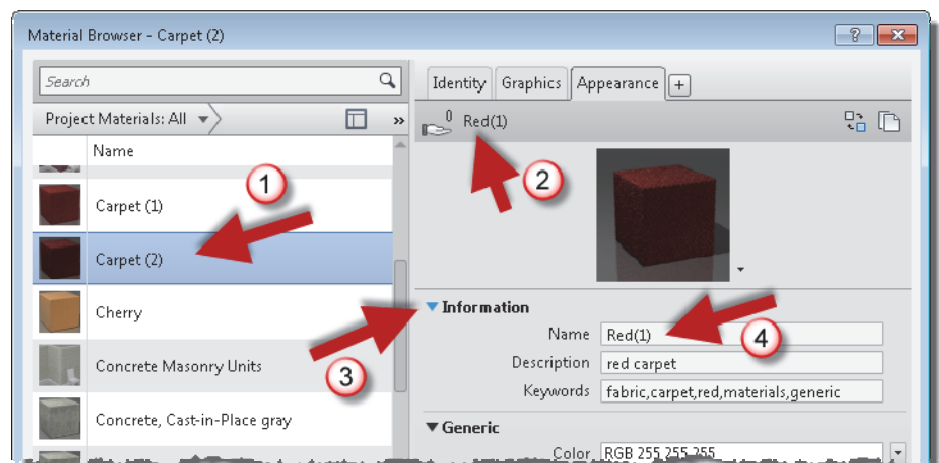 Material Browser - Carpet (2)
?
Search
Project Materials: All
»
Name
Carpet (1)
Carpet (2)
Cherry
Concrete Masonry Units
Concrete, Cast-in-Place gray
1
3
Identity Graphics Appearance +
0 Red(1)
2
Information
Name Red(1)
4
Description red carpet
Keywords fabric,carpet,red,materials,generic
Generic
Color RGB 255 255 255